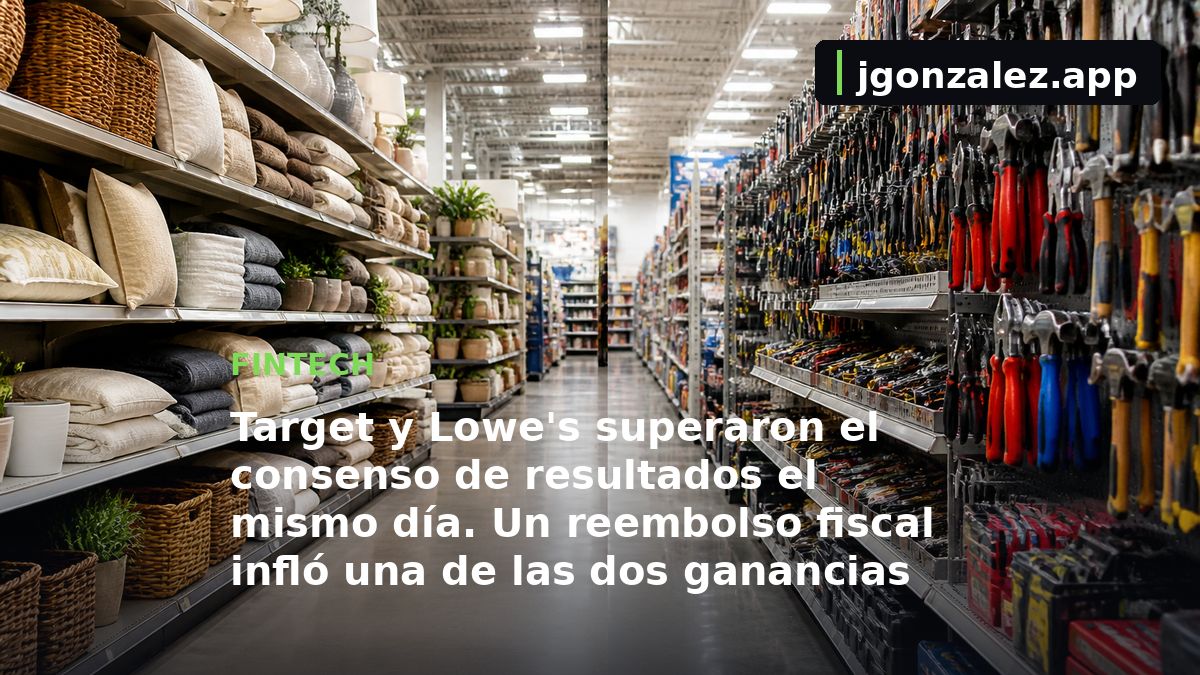 jgonzalez.app
FINTECH
Target y Lowe's superaron el
consenso de resultados el
mismo día. Un reembolso fiscal
infló una de las dos ganancias